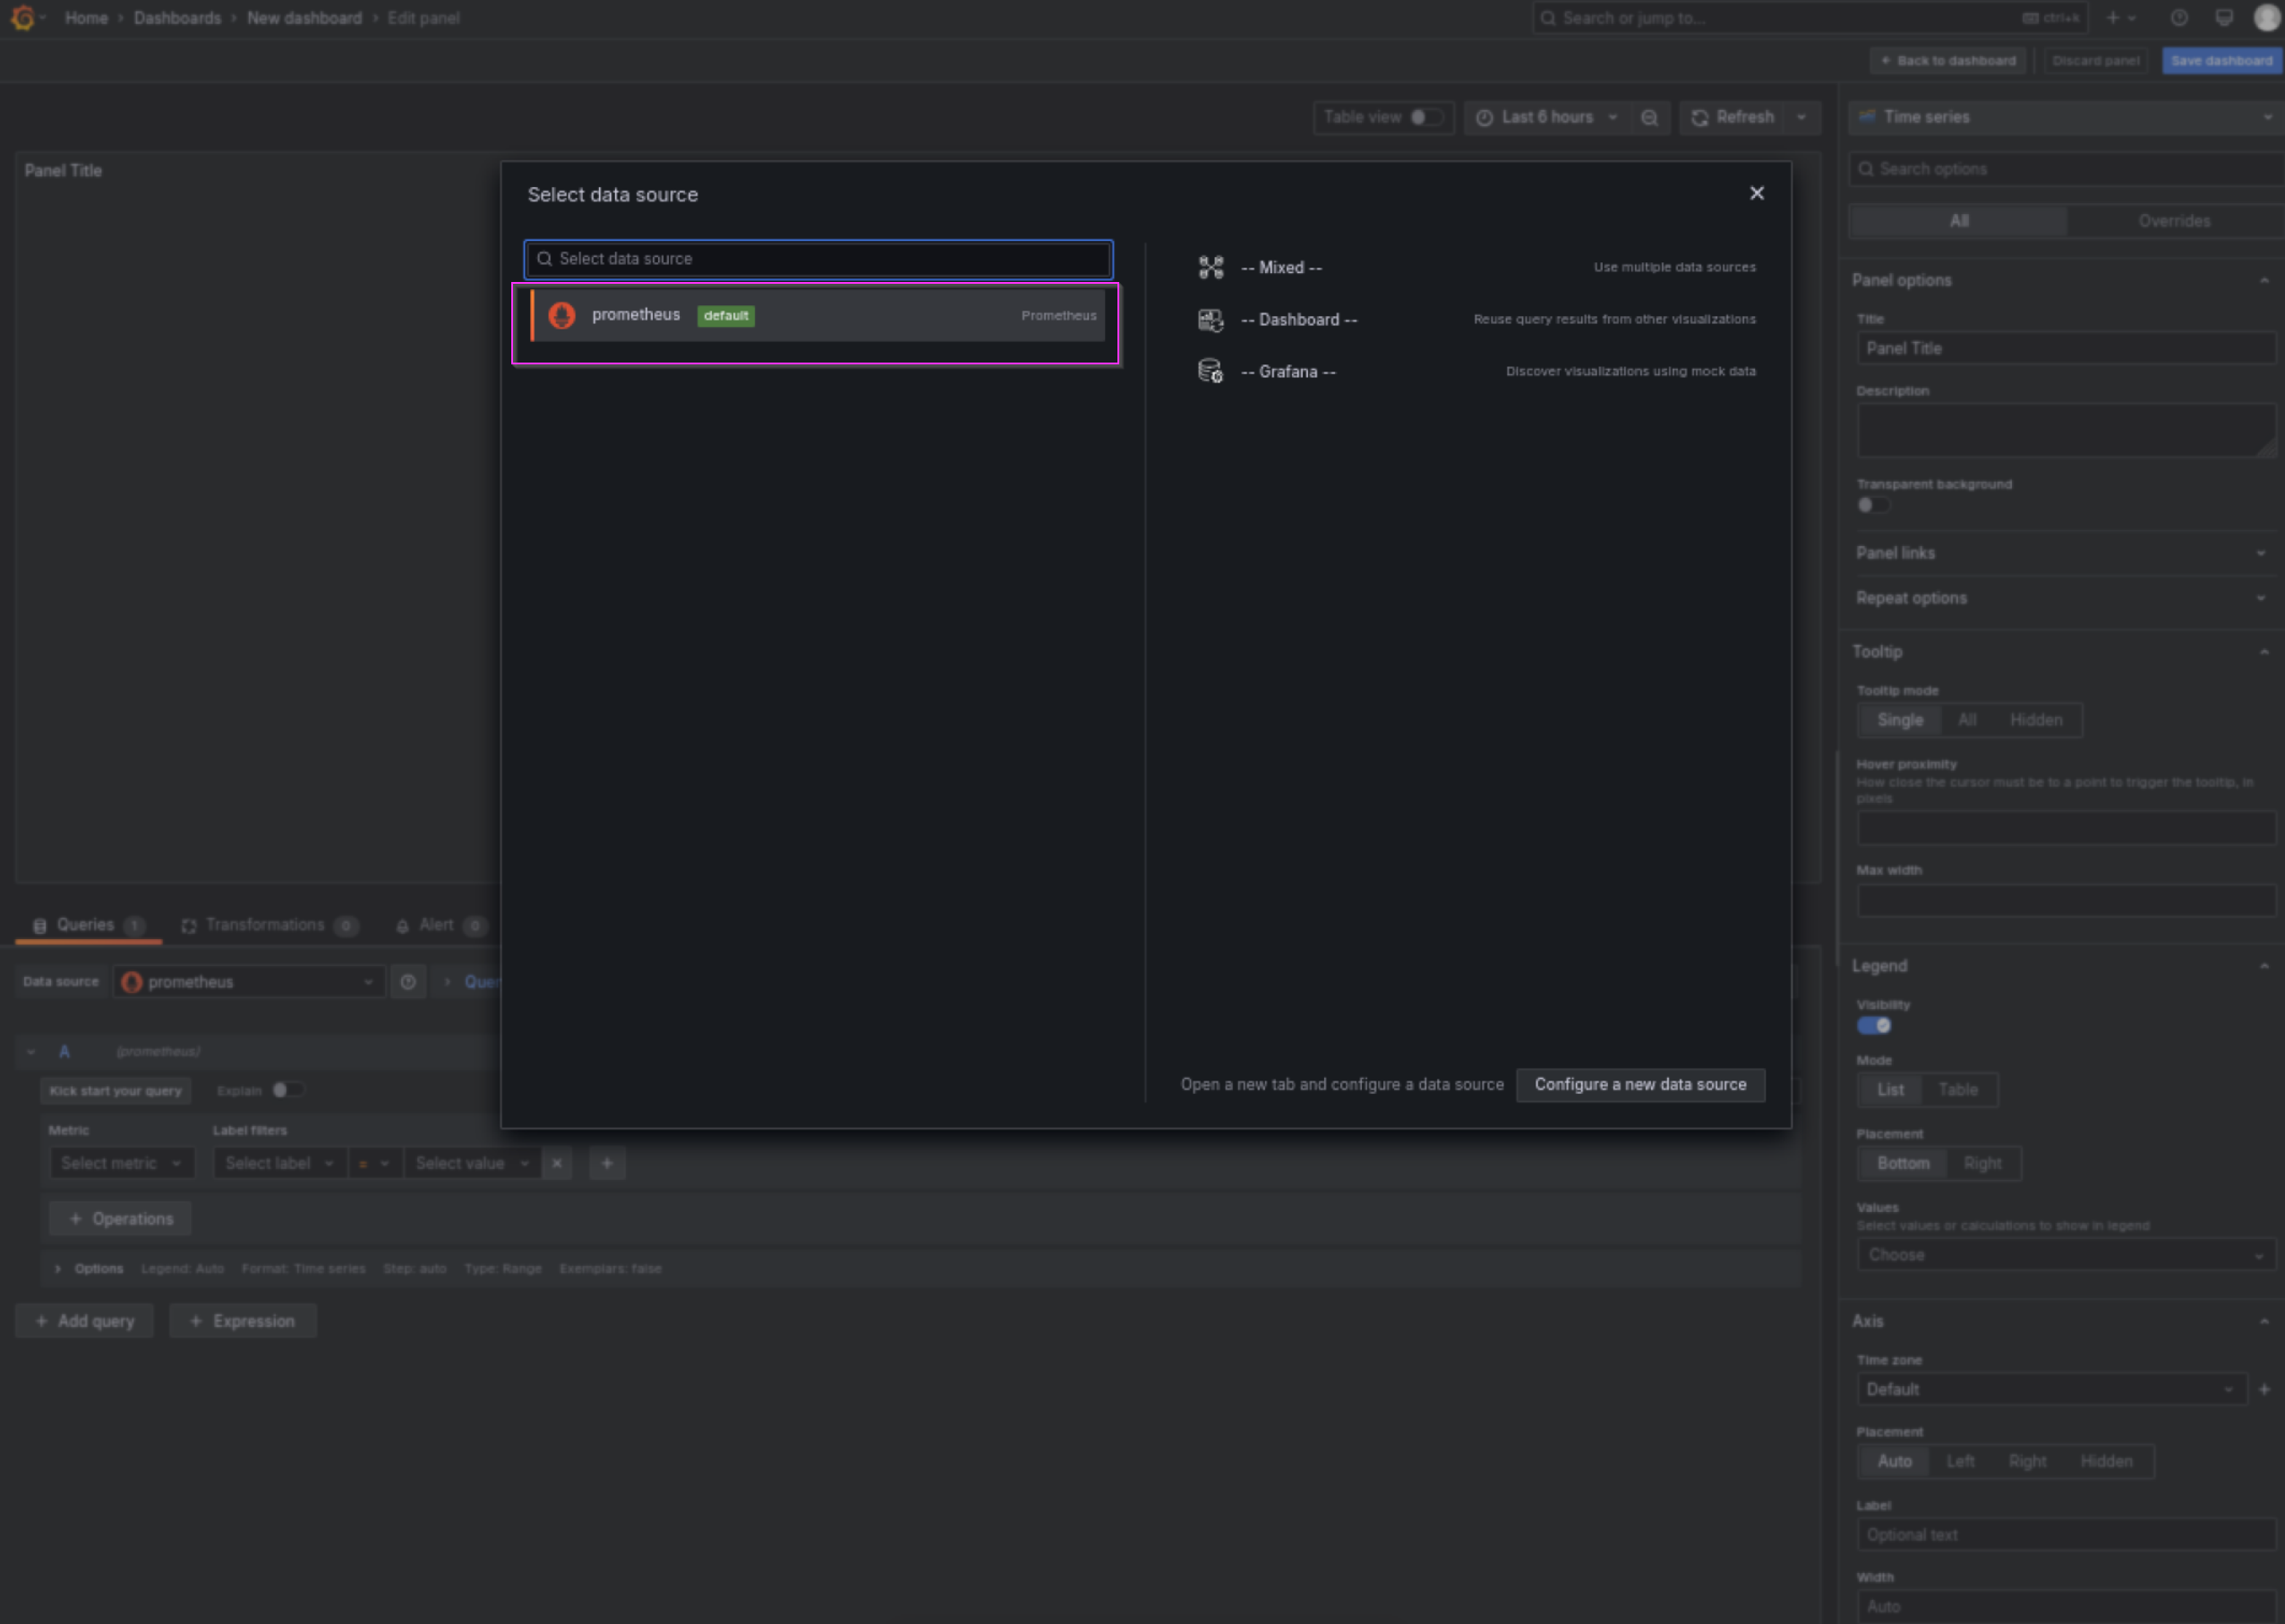 Home › Dashboards › New dashboard › Edit panel
Search or jump to...
ctrl+k
Back to dashboard
Discard panel
Save dashboard
Table view
Last 6 hours
Refresh
Time series
Panel Title
Select data source
Select data source
prometheus default Prometheus
-- Mixed -- Use multiple data sources
-- Dashboard -- Reuse query results from other visualizations
-- Grafana -- Discover visualizations using mock data
Open a new tab and configure a data source Configure a new data source
Search options
All Overrides
Panel options
Title
Panel Title
Description
Transparent background
Panel links
Repeat options
Tooltip
Tooltip mode
Single All Hidden
Hover proximity
How close the cursor must be to a point to trigger the tooltip, in
pixels
Max width
Legend
Visibility
Mode
List Table
Placement
Bottom Right
Values
Select values or calculations to show in legend
Choose
Axis
Time zone
Default
Placement
Auto Left Right Hidden
Label
Optional text
Width
Auto
Queries 1 Transformations 0 Alert 0
Data source prometheus Quer
A (prometheus)
Kick start your query Explain
Metric Label filters
Select metric Select label = Select value
+ Operations
Options Legend: Auto Format: Time series Step: auto Type: Range Exemplars: false
+ Add query + Expression